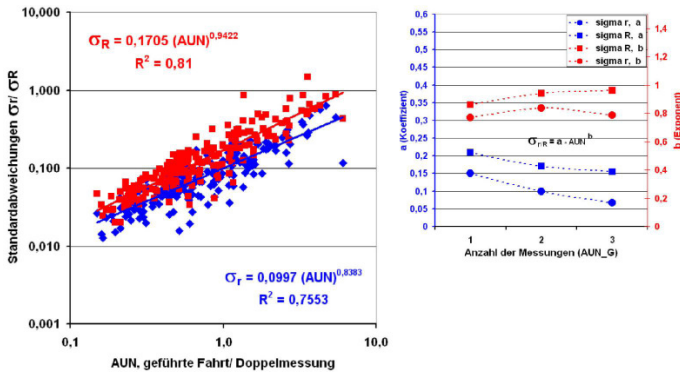 10,000
1,000
0,100
0,010
0,001
Standardabweichungen σr/ σR
σR = 0,1705 (AUN)^0,9422
R² = 0,81
σr = 0,0997 (AUN)^0,8383
R² = 0,7553
0,1 1,0 10,0
AUN, geführte Fahrt/ Doppelmessung
0,6
0,55
0,5
0,45
0,4
0,35
0,3
0,25
0,2
0,15
0,1
0,05
0
a (Koeffizient)
sigma r, a
sigma R, a
sigma R, b
sigma r, b
σr/R = a · AUN^b
1,4
1,2
1
0,8
0,6
0,4
0,2
0
b (Exponent)
1 2 3
Anzahl der Messungen (AUN_G)